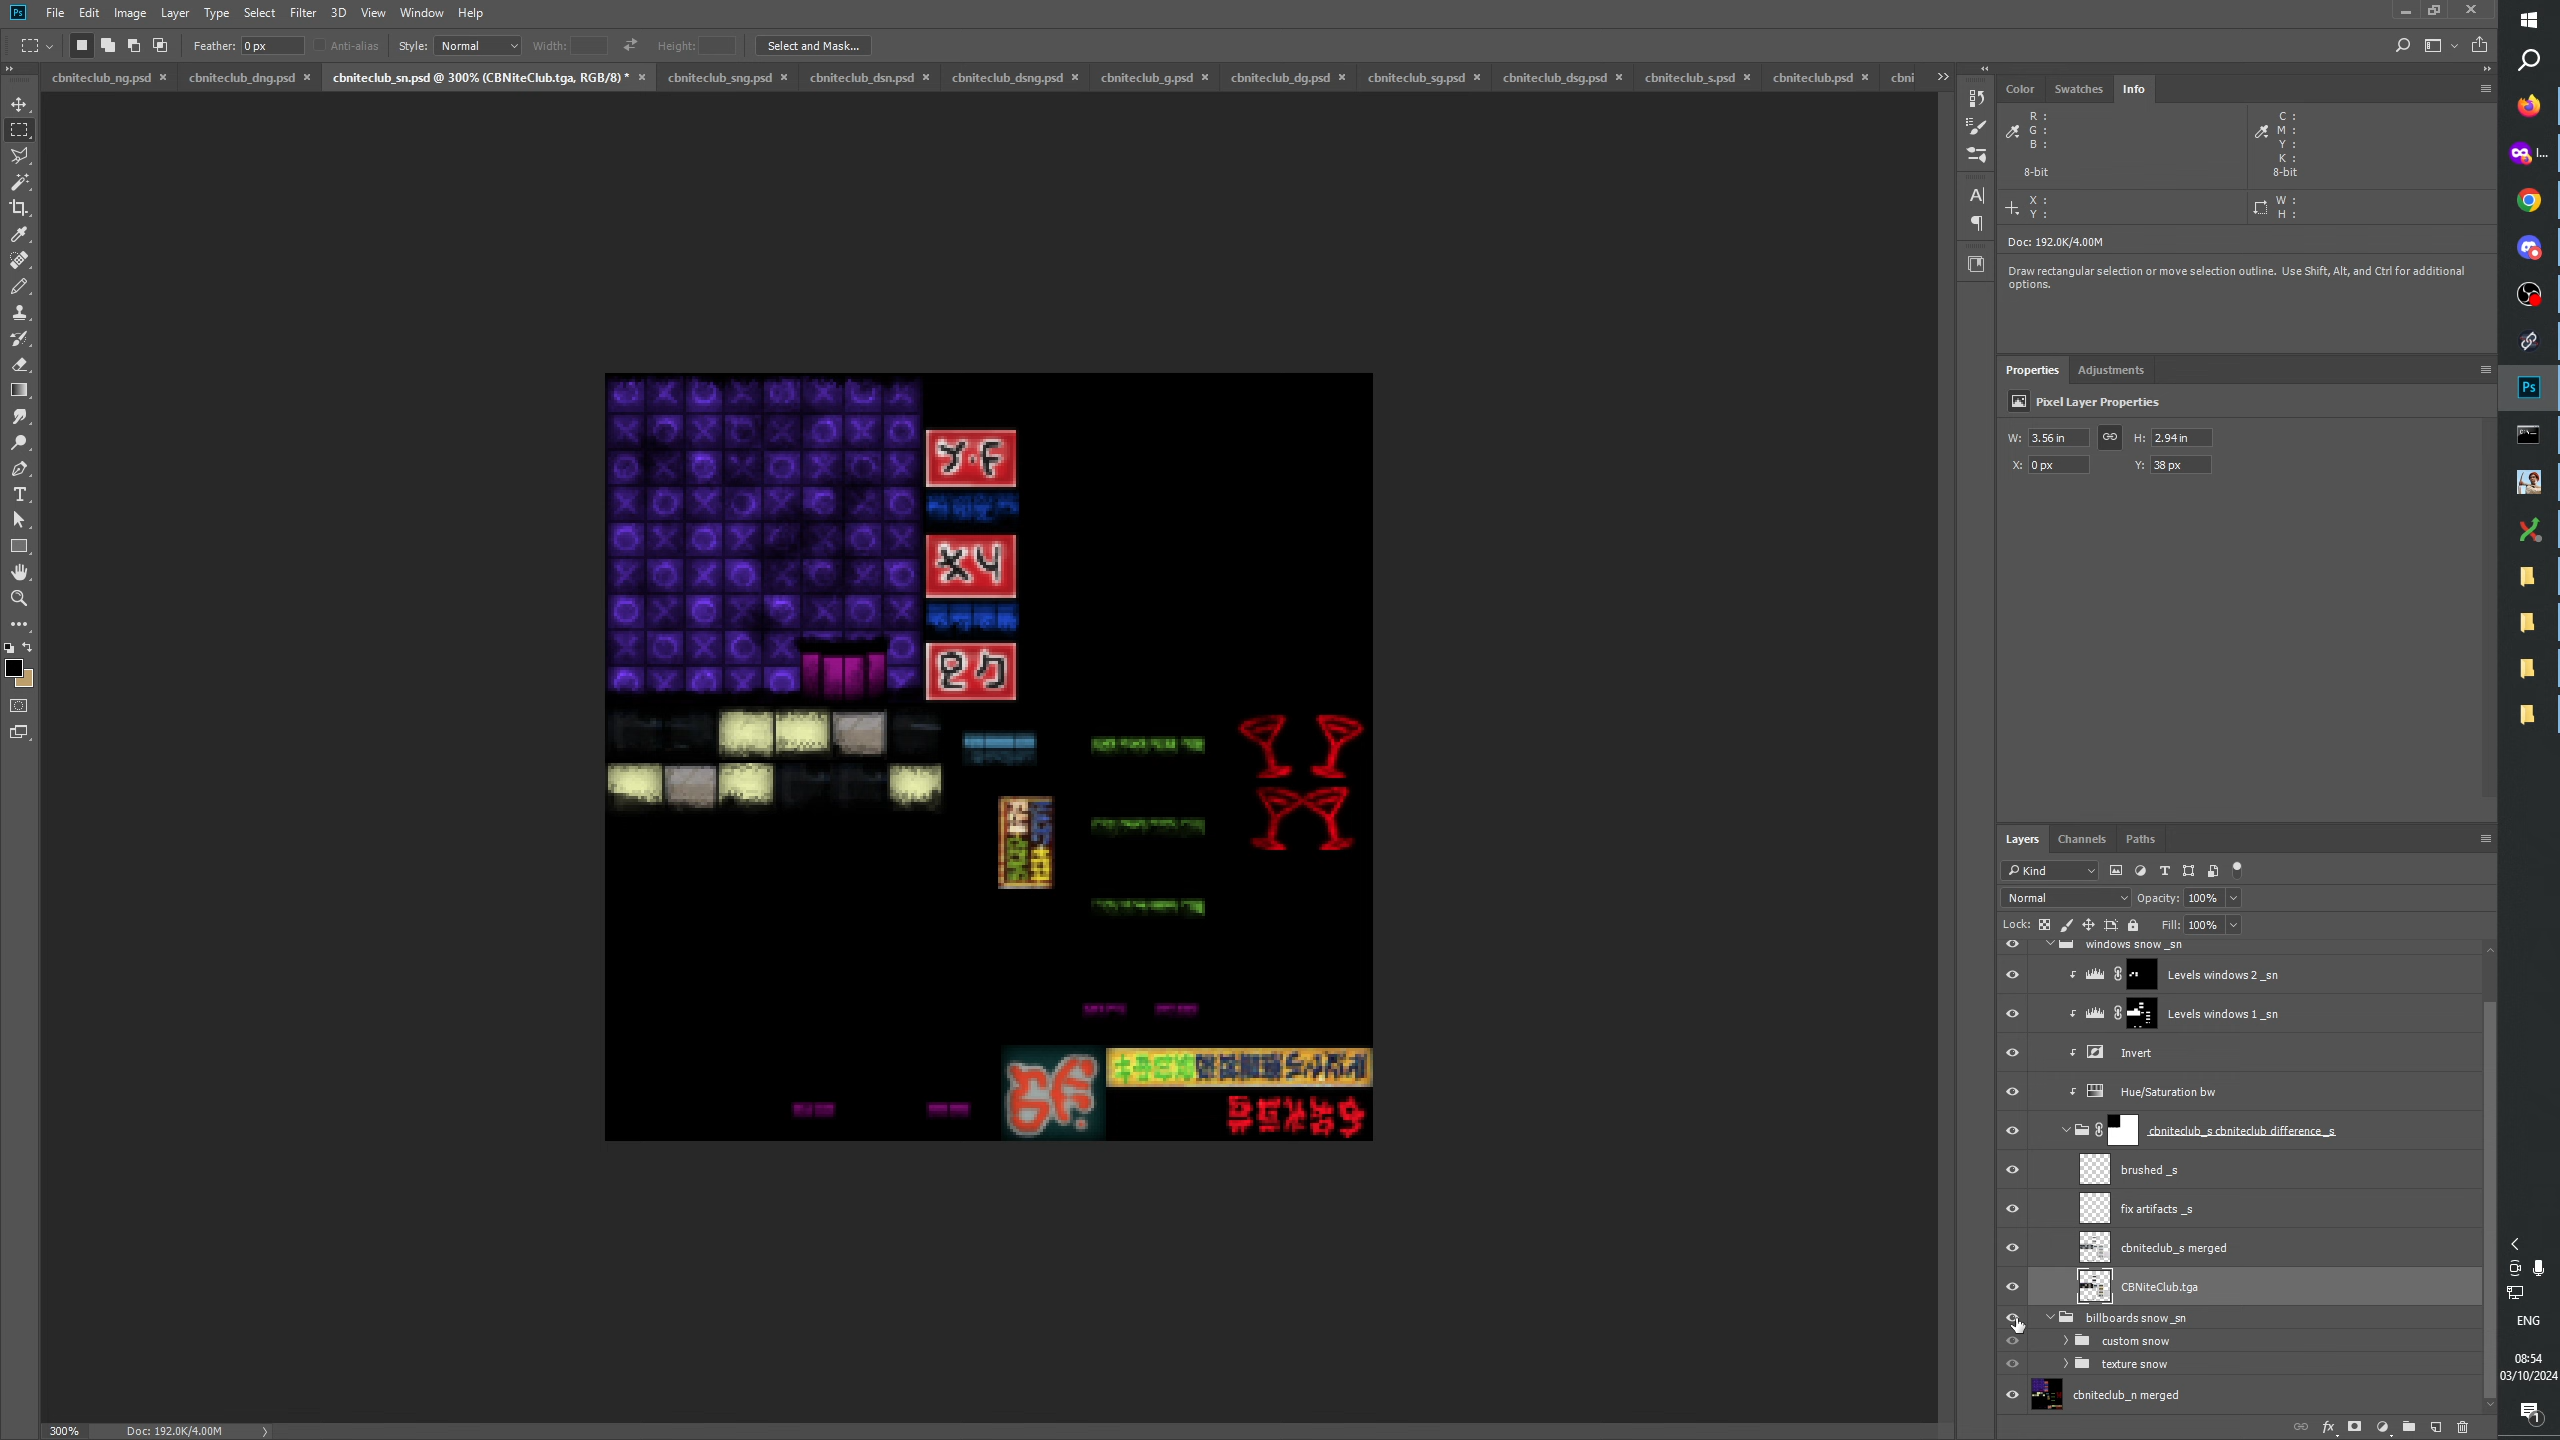 File Edit Image Layer Type Select Filter 3D View Window Help
Feather: 0 px Anti-alias Style: Normal Width: Height: Select and Mask...
cbniteclub_ng.psd cbniteclub_dng.psd cbniteclub_sn.psd @ 300% (CBNiteClub.tga, RGB/8) * cbniteclub_sng.psd cbniteclub_dsn.psd cbniteclub_dsng.psd cbniteclub_g.psd cbniteclub_dg.psd cbniteclub_sg.psd cbniteclub_dsg.psd cbniteclub_s.psd cbniteclub.psd cbni
Color Swatches Info
R : C :
G : M :
B : Y :
K :
8-bit 8-bit
X : W :
Y : H :
Doc: 192.0K/4.00M
Draw rectangular selection or move selection outline. Use Shift, Alt, and Ctrl for additional
options.
Properties Adjustments
Pixel Layer Properties
W: 3.56 in H: 2.94 in
X: 0 px Y: 38 px
Layers Channels Paths
Kind
Normal Opacity: 100%
Lock: Fill: 100%
windows snow _sn
Levels windows 2 _sn
Levels windows 1 _sn
Invert
Hue/Saturation bw
cbniteclub_s cbniteclub difference _s
brushed _s
fix artifacts _s
cbniteclub_s merged
CBNiteClub.tga
billboards snow _sn
custom snow
texture snow
cbniteclub_n merged
300% Doc: 192.0K/4.00M
Ps
I...
Ps
ENG
08:54
03/10/2024
1